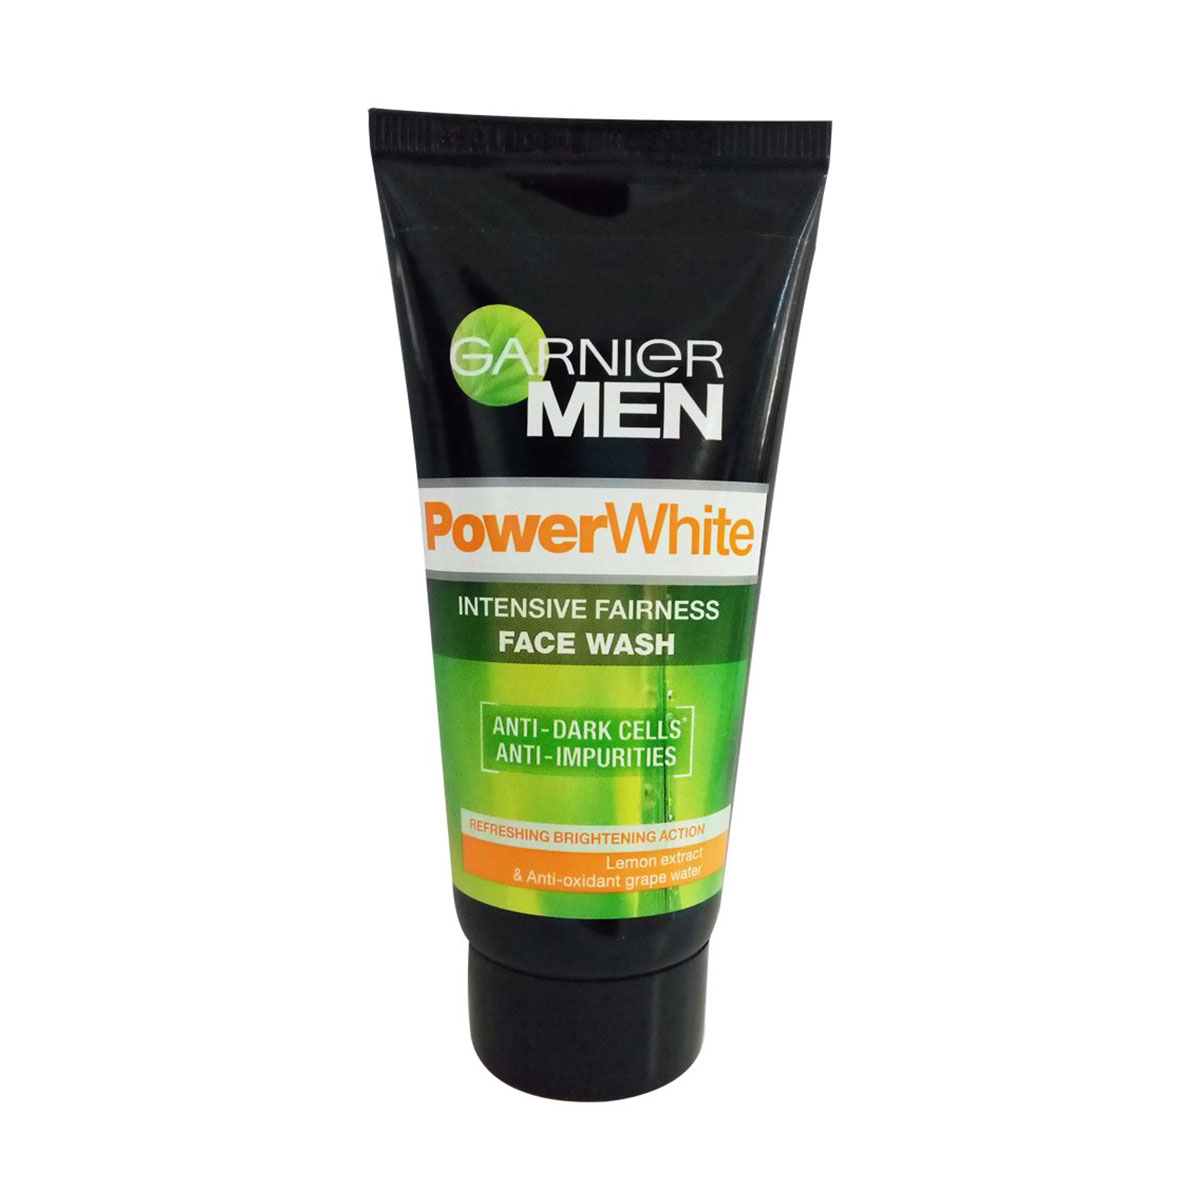 GARNIER
MEN
PowerWhite
INTENSIVE FAIRNESS
FACE WASH
ANTI-DARK CELLS*
ANTI-IMPURITIES
REFRESHING BRIGHTENING ACTION
Lemon extract
& Anti-oxidant grape water